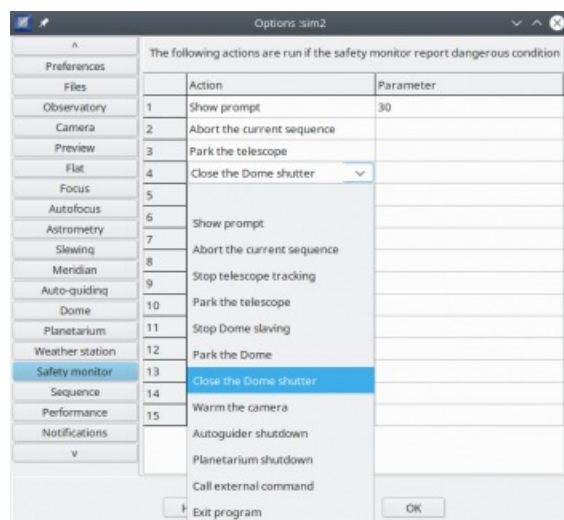 Options :sim2
^
Preferences
Files
Observatory
Camera
Preview
Flat
Focus
Autofocus
Astrometry
Slewing
Meridian
Auto-guiding
Dome
Planetarium
Weather station
Safety monitor
Sequence
Performance
Notifications
v
The following actions are run if the safety monitor report dangerous condition
Action Parameter
1 Show prompt 30
2 Abort the current sequence
3 Park the telescope
4 Close the Dome shutter
5
6
7
8
9
10
11
12
13
14
15
Show prompt
Abort the current sequence
Stop telescope tracking
Park the telescope
Stop Dome slaving
Park the Dome
Close the Dome shutter
Warm the camera
Autoguider shutdown
Planetarium shutdown
Call external command
Exit program
OK